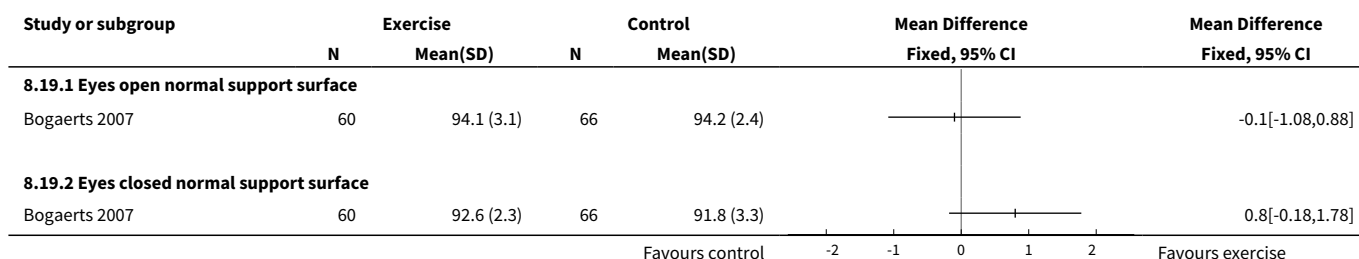 Study or subgroup Exercise Control Mean Difference Mean Difference
N Mean(SD) N Mean(SD) Fixed, 95% CI Fixed, 95% CI
8.19.1 Eyes open normal support surface
Bogaerts 2007 60 94.1 (3.1) 66 94.2 (2.4) -0.1[-1.08,0.88]
8.19.2 Eyes closed normal support surface
Bogaerts 2007 60 92.6 (2.3) 66 91.8 (3.3) 0.8[-0.18,1.78]
Favours control -2 -1 0 1 2 Favours exercise